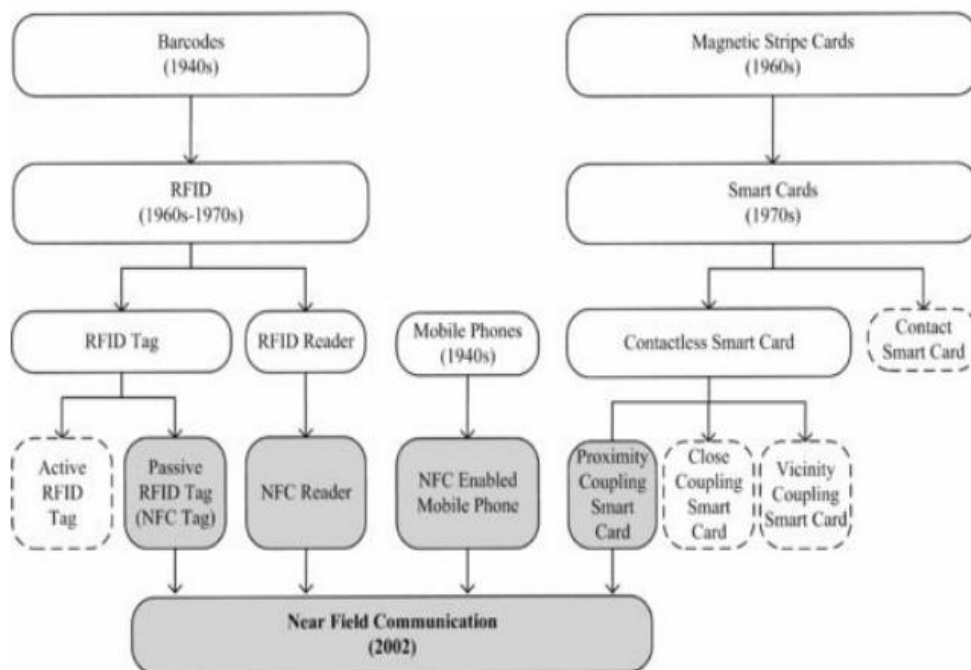 Barcodes
(1940s)
Magnetic Stripe Cards
(1960s)
RFID
(1960s-1970s)
Smart Cards
(1970s)
RFID Tag
RFID Reader
Mobile Phones
(1940s)
Contactless Smart Card
Contact
Smart Card
Active
RFID
Tag
Passive
RFID Tag
(NFC Tag)
NFC Reader
NFC Enabled
Mobile Phone
Proximity
Coupling
Smart
Card
Close
Coupling
Smart
Card
Vicinity
Coupling
Smart Card
Near Field Communication
(2002)